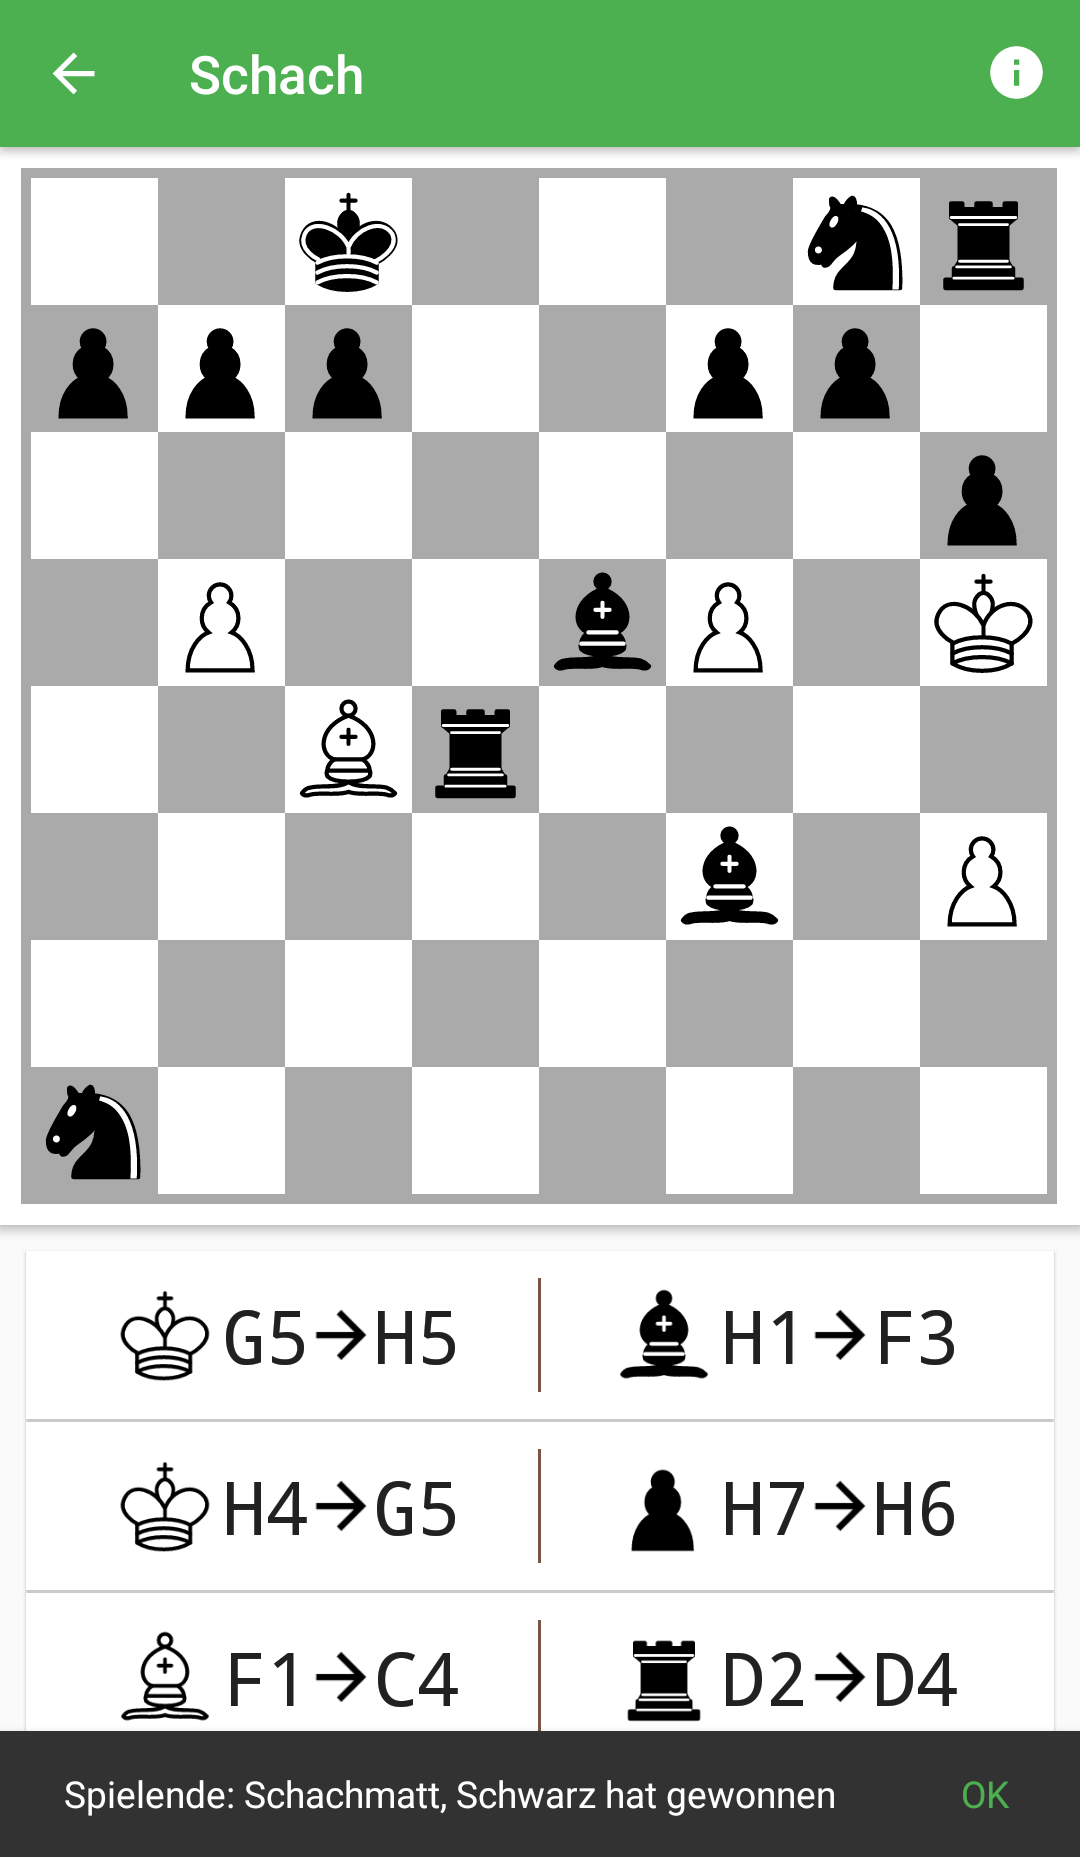 Schach
G5→H5 H1→F3
H4→G5 H7→H6
F1→C4 D2→D4
Spielende: Schachmatt, Schwarz hat gewonnen OK